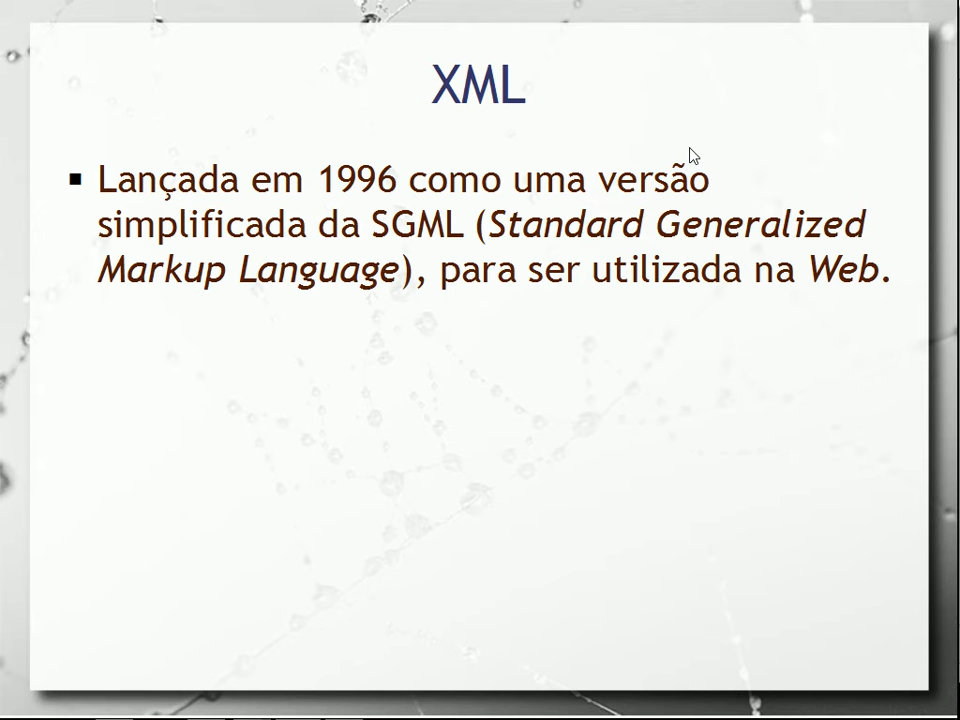 XML
▪ Lançada em 1996 como uma versão
simplificada da SGML (Standard Generalized
Markup Language), para ser utilizada na Web.